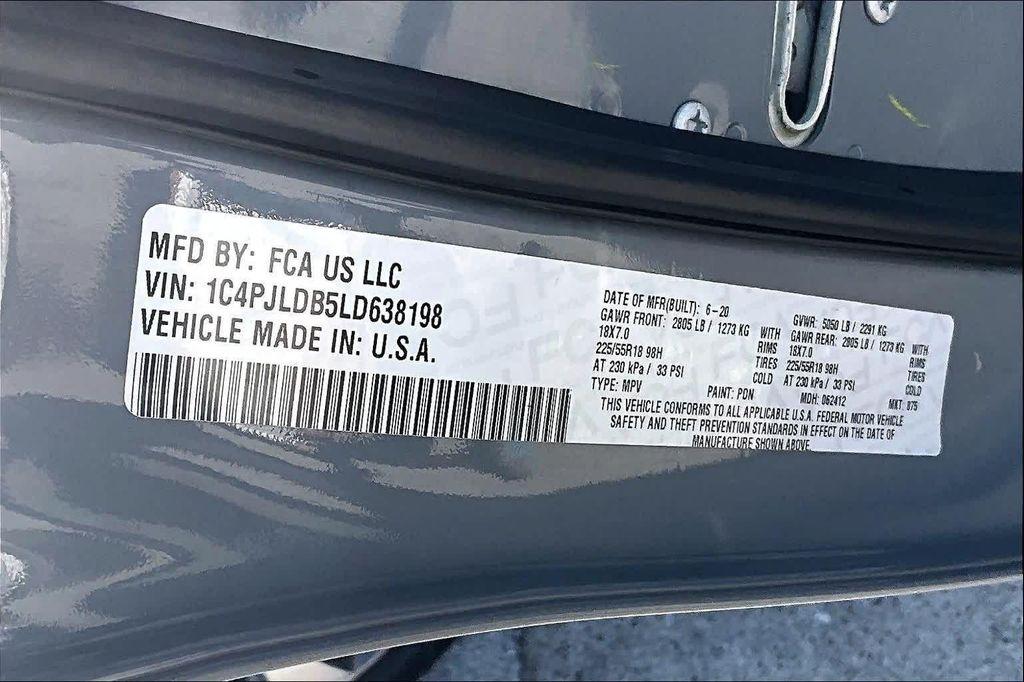 MFD BY: FCA US LLC
VIN: 1C4PJLDB5LD638198
VEHICLE MADE IN: U.S.A.
DATE OF MFR(BUILT): 6-20 GVWR: 5050 LB / 2291 KG
GAWR FRONT: 2805 LB / 1273 KG WITH GAWR REAR: 2805 LB / 1273 KG WITH
18X7.0 RIMS 18X7.0 RIMS
225/55R18 98H TIRES 225/55R18 98H TIRES
AT 230 kPa / 33 PSI COLD AT 230 kPa / 33 PSI COLD
TYPE: MPV PAINT: PDN MDH: 062412 MKT: 875
THIS VEHICLE CONFORMS TO ALL APPLICABLE U.S.A. FEDERAL MOTOR VEHICLE
SAFETY AND THEFT PREVENTION STANDARDS IN EFFECT ON THE DATE OF
MANUFACTURE SHOWN ABOVE